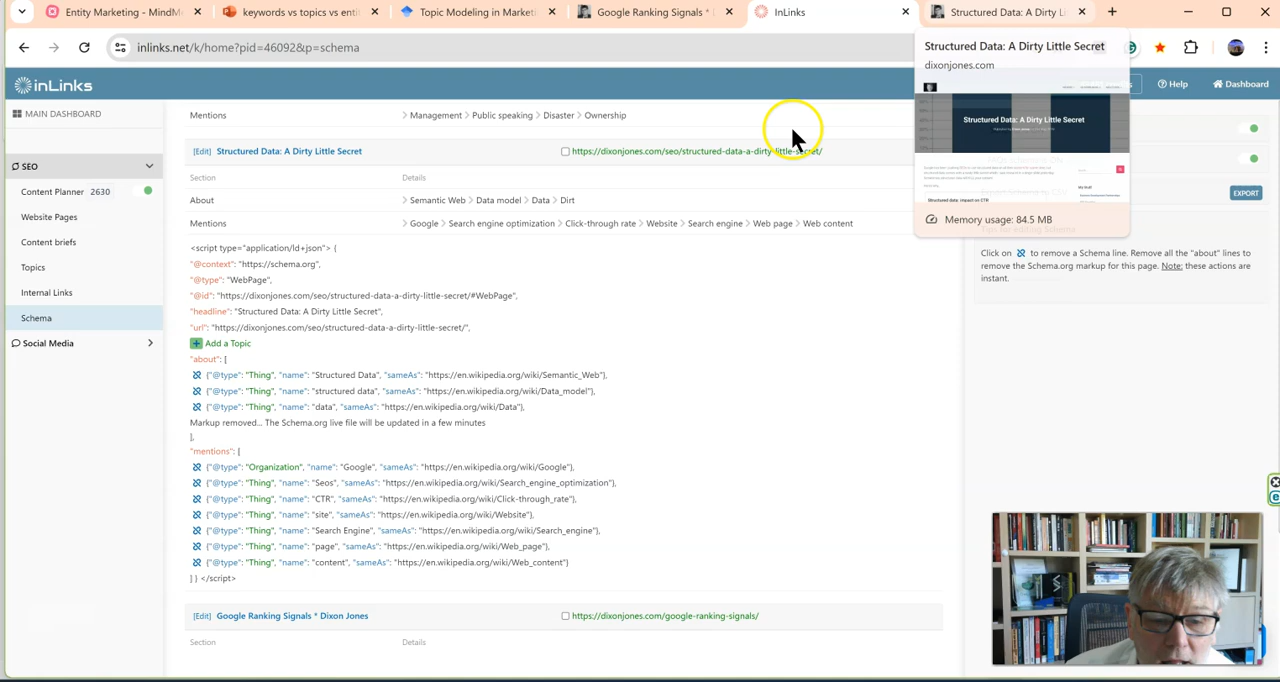 Entity Marketing - MindM
keywords vs topics vs enti
Topic Modeling in Marketi
Google Ranking Signals * D
InLinks
Structured Data: A Dirty Li
inlinks.net/k/home?pid=46092&p=schema
Structured Data: A Dirty Little Secret
dixonjones.com
Structured Data: A Dirty Little Secret
Structured data: impact on CTR
Memory usage: 84.5 MB
inLinks
Help
Dashboard
MAIN DASHBOARD
SEO
Content Planner 2630
Website Pages
Content briefs
Topics
Internal Links
Schema
Social Media
Mentions > Management > Public speaking > Disaster > Ownership
[Edit] Structured Data: A Dirty Little Secret https://dixonjones.com/seo/structured-data-a-dirty-little-secret/
Section Details
About > Semantic Web > Data model > Data > Dirt
Mentions > Google > Search engine optimization > Click-through rate > Website > Search engine > Web page > Web content
<script type="application/ld+json"> {
"@context": "https://schema.org",
"@type": "WebPage",
"@id": "https://dixonjones.com/seo/structured-data-a-dirty-little-secret/#WebPage",
"headline": "Structured Data: A Dirty Little Secret",
"url": "https://dixonjones.com/seo/structured-data-a-dirty-little-secret/",
+ Add a Topic
"about": [
{"@type": "Thing", "name": "Structured Data", "sameAs": "https://en.wikipedia.org/wiki/Semantic_Web"},
{"@type": "Thing", "name": "structured data", "sameAs": "https://en.wikipedia.org/wiki/Data_model"},
{"@type": "Thing", "name": "data", "sameAs": "https://en.wikipedia.org/wiki/Data"},
Markup removed... The Schema.org live file will be updated in a few minutes
],
"mentions": [
{"@type": "Organization", "name": "Google", "sameAs": "https://en.wikipedia.org/wiki/Google"},
{"@type": "Thing", "name": "Seos", "sameAs": "https://en.wikipedia.org/wiki/Search_engine_optimization"},
{"@type": "Thing", "name": "CTR", "sameAs": "https://en.wikipedia.org/wiki/Click-through_rate"},
{"@type": "Thing", "name": "site", "sameAs": "https://en.wikipedia.org/wiki/Website"},
{"@type": "Thing", "name": "Search Engine", "sameAs": "https://en.wikipedia.org/wiki/Search_engine"},
{"@type": "Thing", "name": "page", "sameAs": "https://en.wikipedia.org/wiki/Web_page"},
{"@type": "Thing", "name": "content", "sameAs": "https://en.wikipedia.org/wiki/Web_content"}
] } </script>
[Edit] Google Ranking Signals * Dixon Jones https://dixonjones.com/google-ranking-signals/
Section Details
EXPORT
Click on to remove a Schema line. Remove all the "about" lines to
remove the Schema.org markup for this page. Note: these actions are
instant.